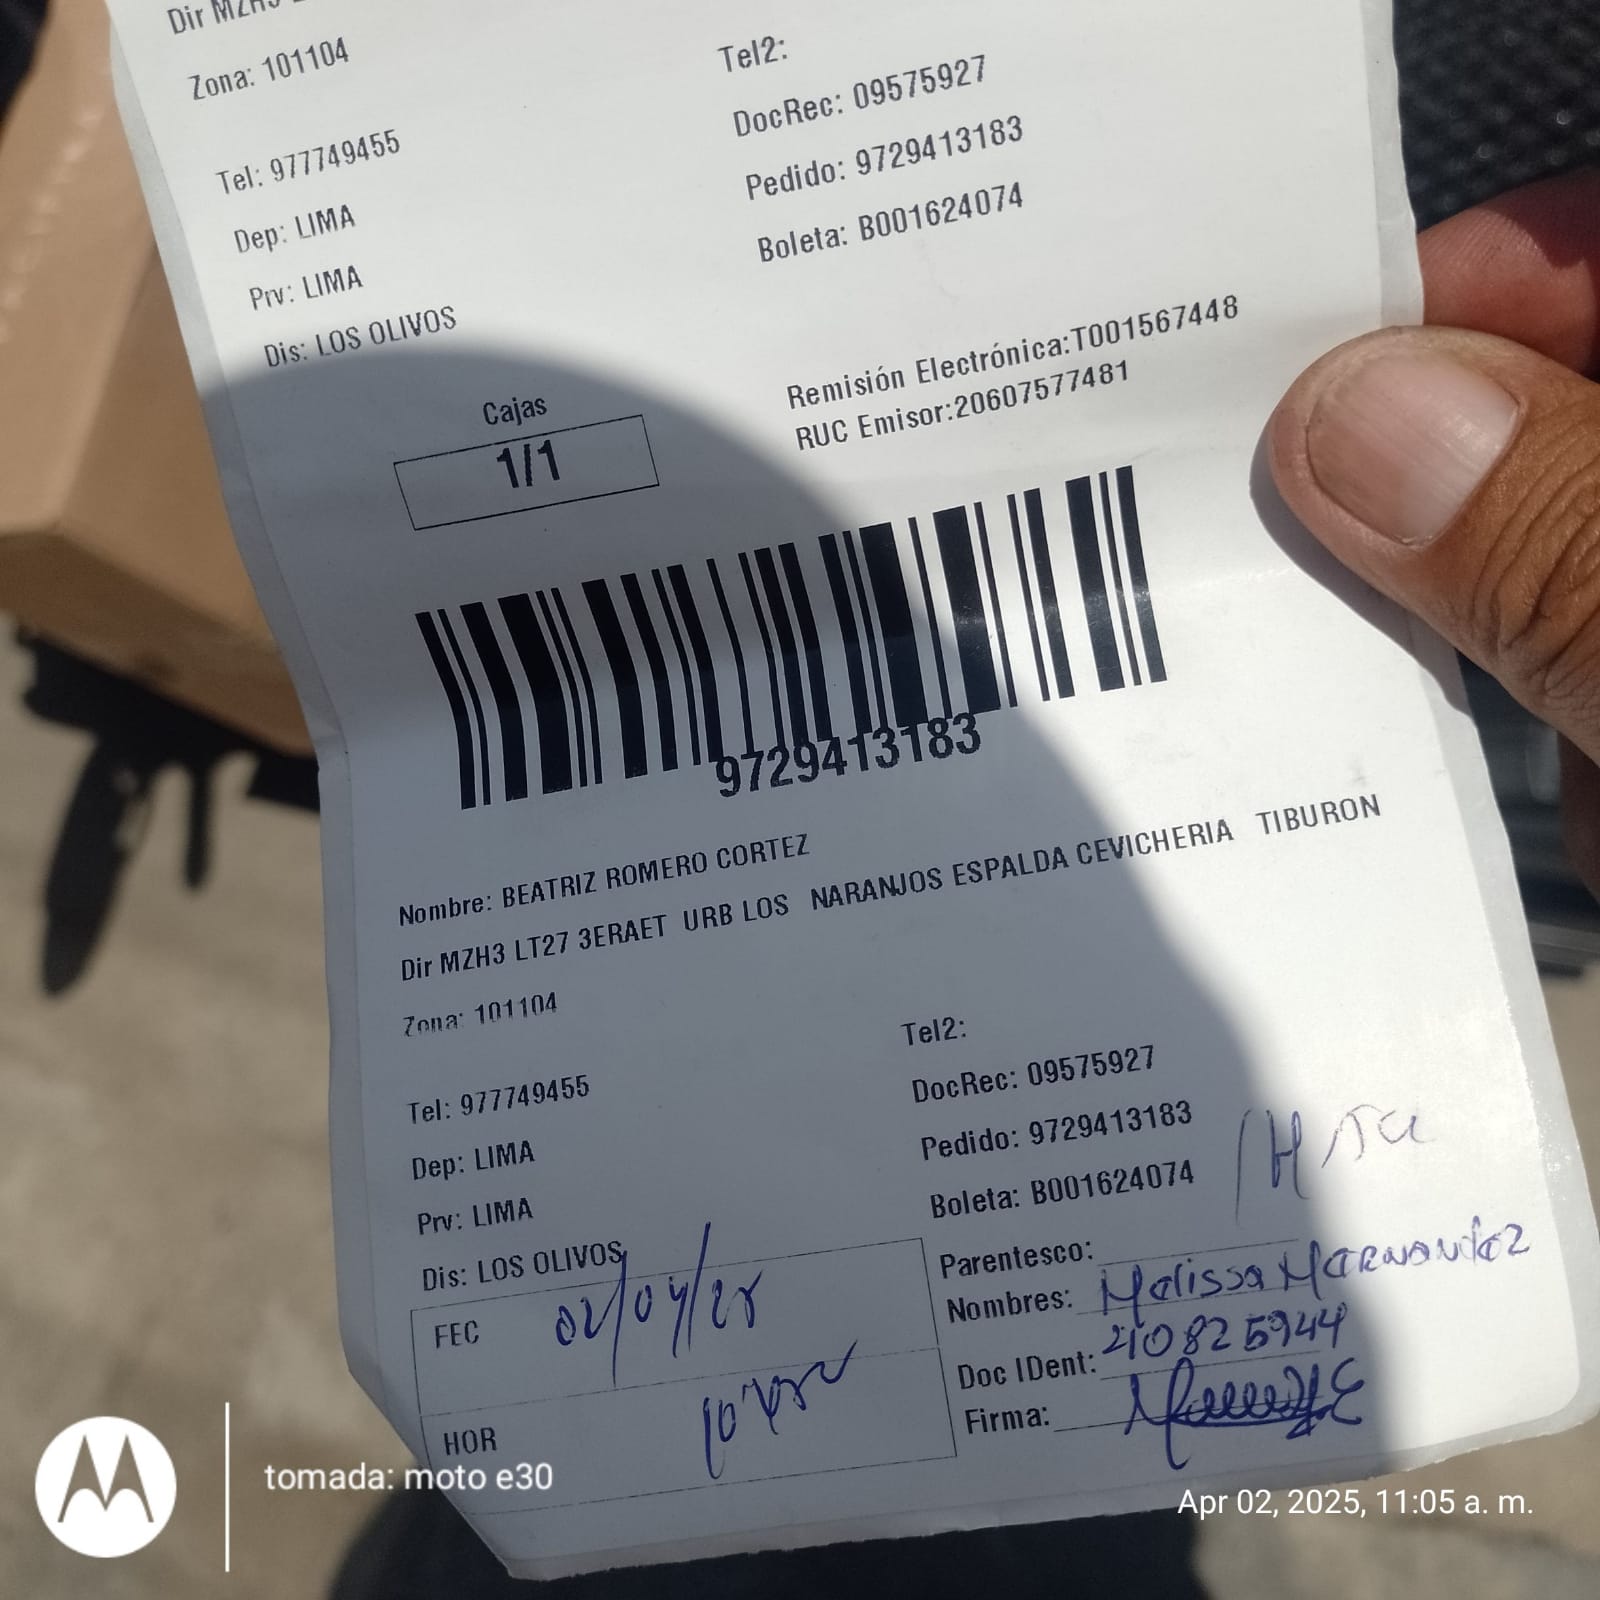 Dir MZH3
Zona: 101104
Tel2:
DocRec: 09575927
Tel: 977749455
Pedido: 9729413183
Dep: LIMA
Boleta: B001624074
Prv: LIMA
Dis: LOS OLIVOS
Remisión Electrónica:T001567448
RUC Emisor:20607577481
Cajas
1/1
9729413183
Nombre: BEATRIZ ROMERO CORTEZ
Dir MZH3 LT27 3ERAET URB LOS NARANJOS ESPALDA CEVICHERIA TIBURON
Zona: 101104
Tel2:
Tel: 977749455
DocRec: 09575927
Dep: LIMA
Pedido: 9729413183
Prv: LIMA
Boleta: B001624074
Dis: LOS OLIVOS
Parentesco:
FEC 02/04/25
Nombres: Melissa
Doc IDent:
HOR
Firma:
tomada: moto e30
Apr 02, 2025, 11:05 a. m.